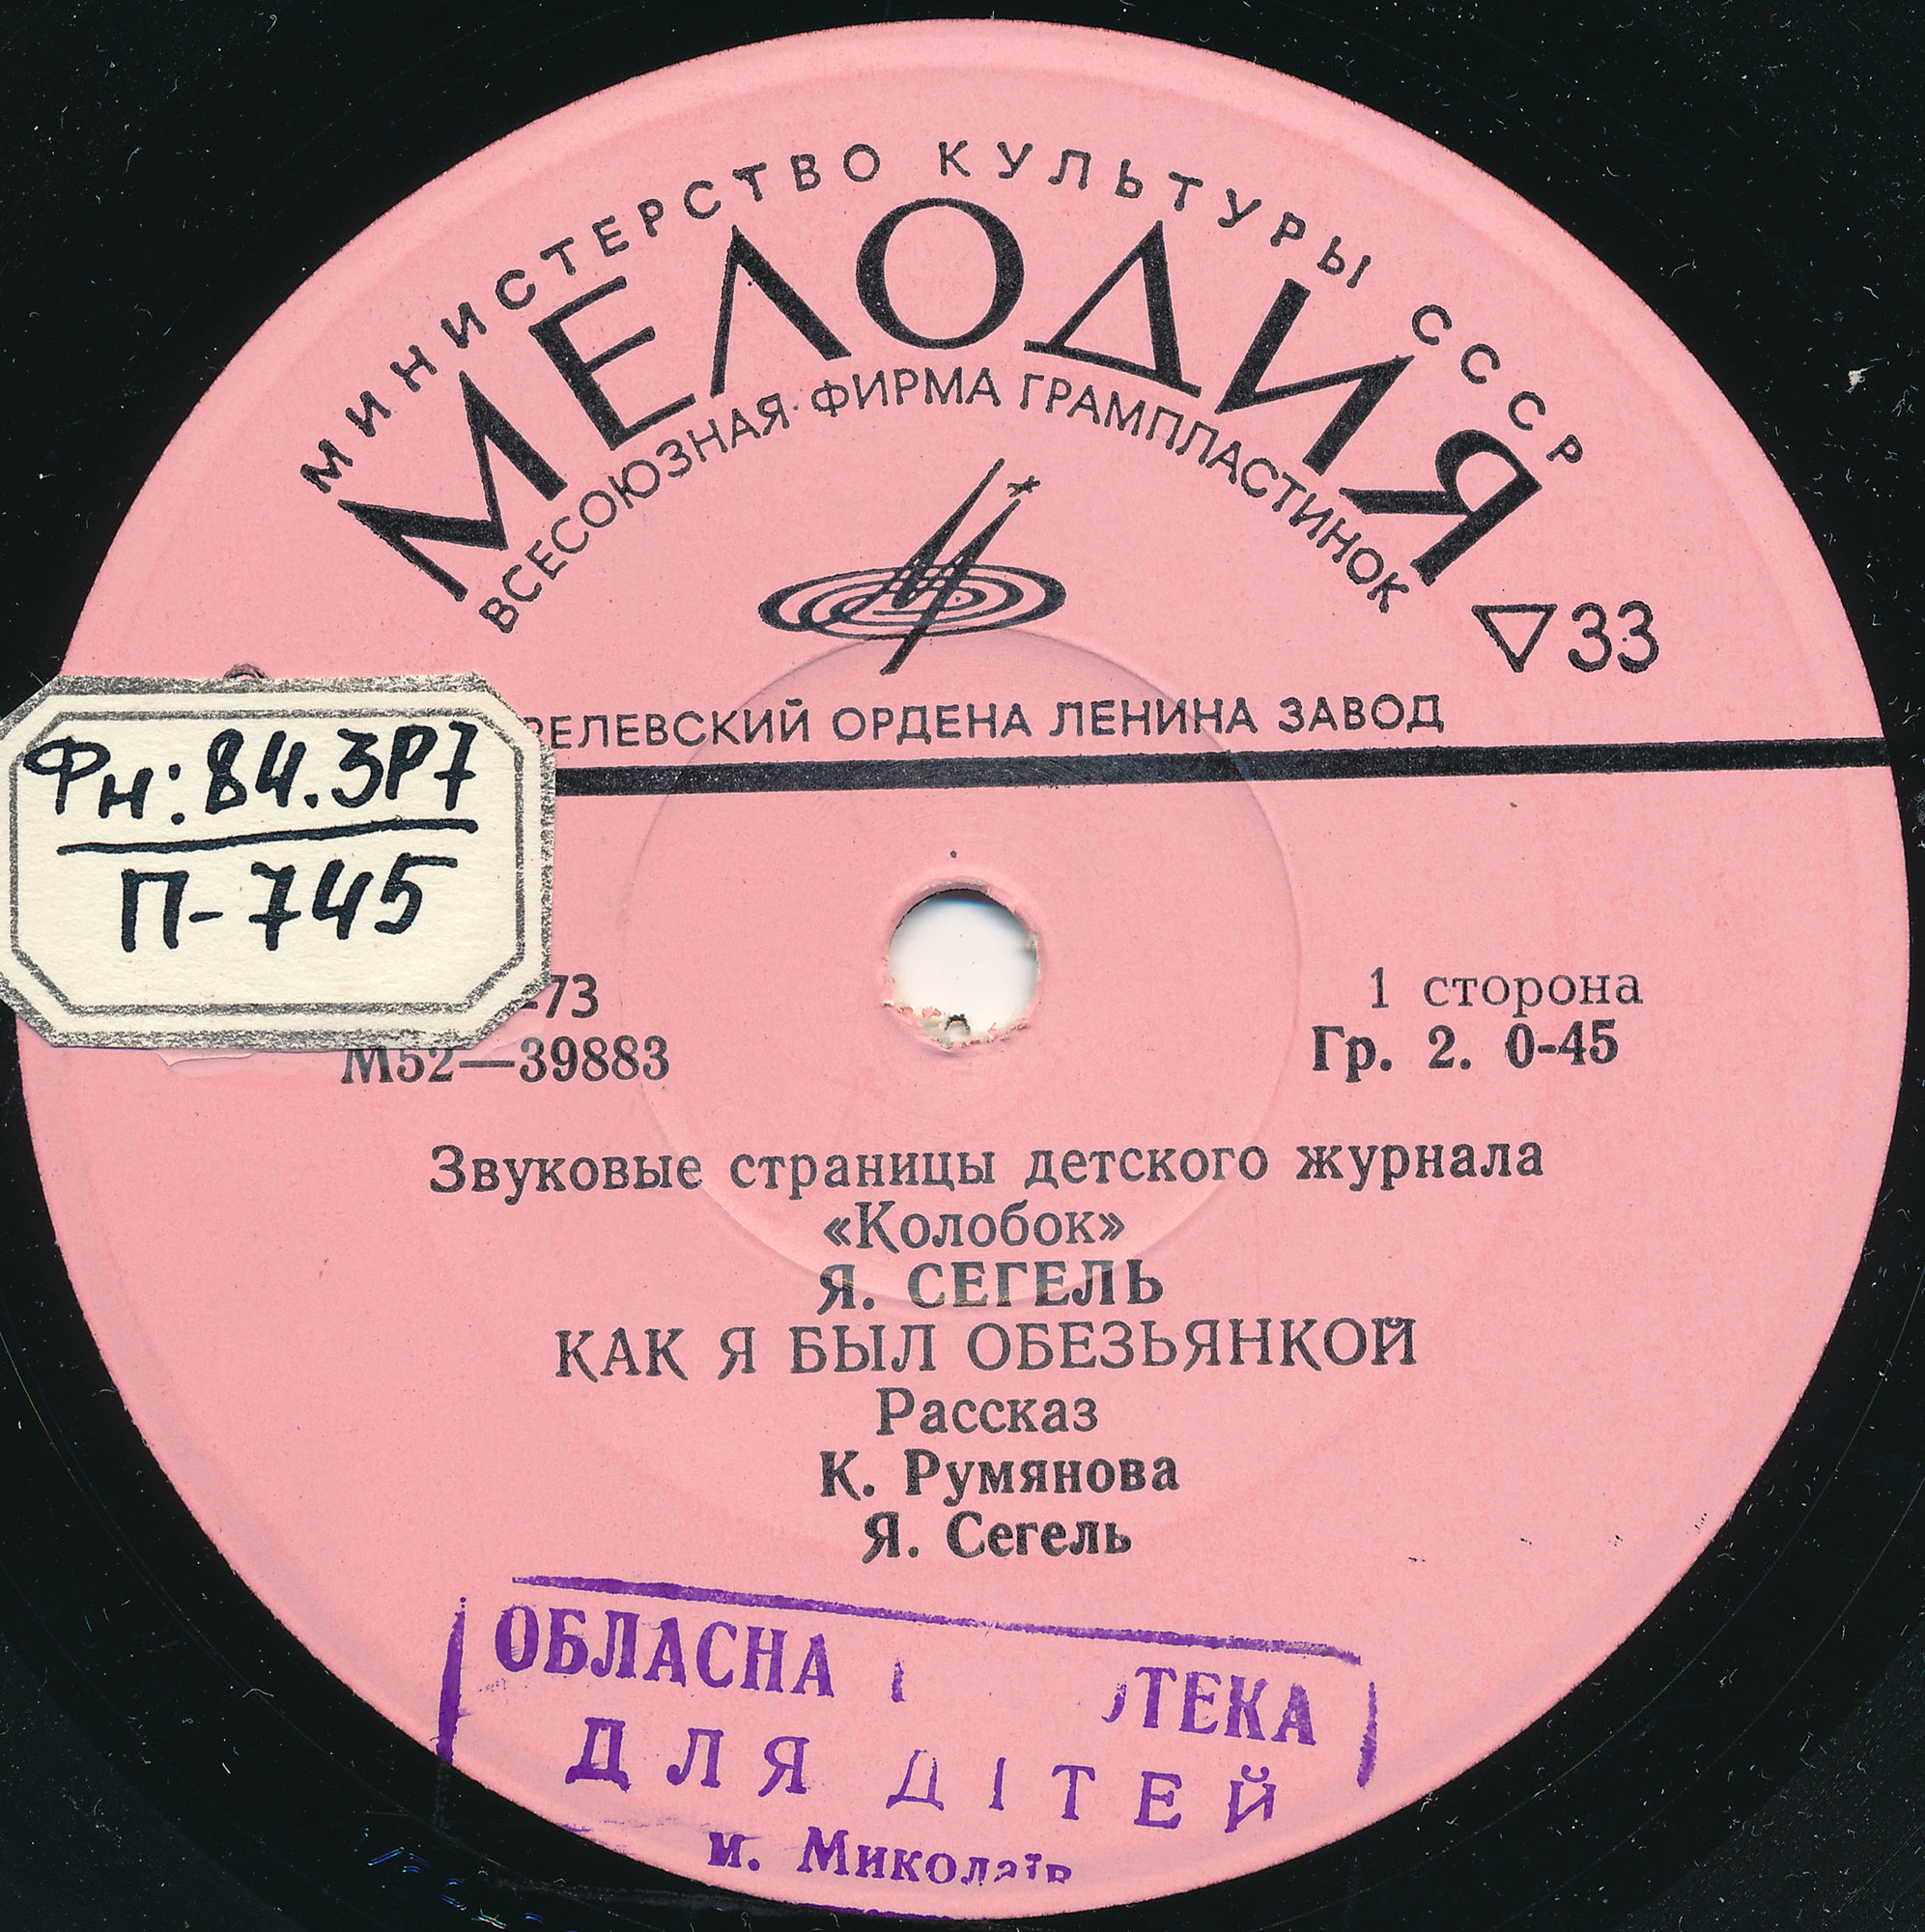 МИНИСТЕРСТВО КУЛЬТУРЫ СССР
МЕЛОДИЯ
ВСЕСОЮЗНАЯ ФИРМА ГРАМПЛАСТИНОК
33
ОРДЕНА ЛЕНИНА ЗАВОД
Фн: 84.3Р7
П-745
-73
М52—39883
1 сторона
Гр. 2. 0-45
Звуковые страницы детского журнала
«Колобок»
Я. СЕГЕЛЬ
КАК Я БЫЛ ОБЕЗЬЯНКОЙ
Рассказ
К. Румянова
Я. Сегель
ОБЛАСНА
ДЛЯ ДІТЕЙ
м. Миколаїв